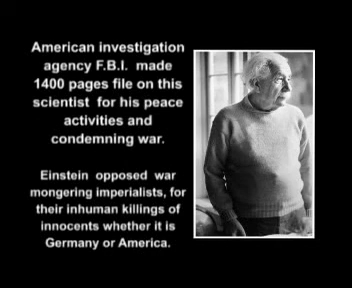 American investigation
agency F.B.I. made
1400 pages file on this
scientist for his peace
activities and
condemning war.
Einstein opposed war
mongering imperialists, for
their inhuman killings of
innocents whether it is
Germany or America.